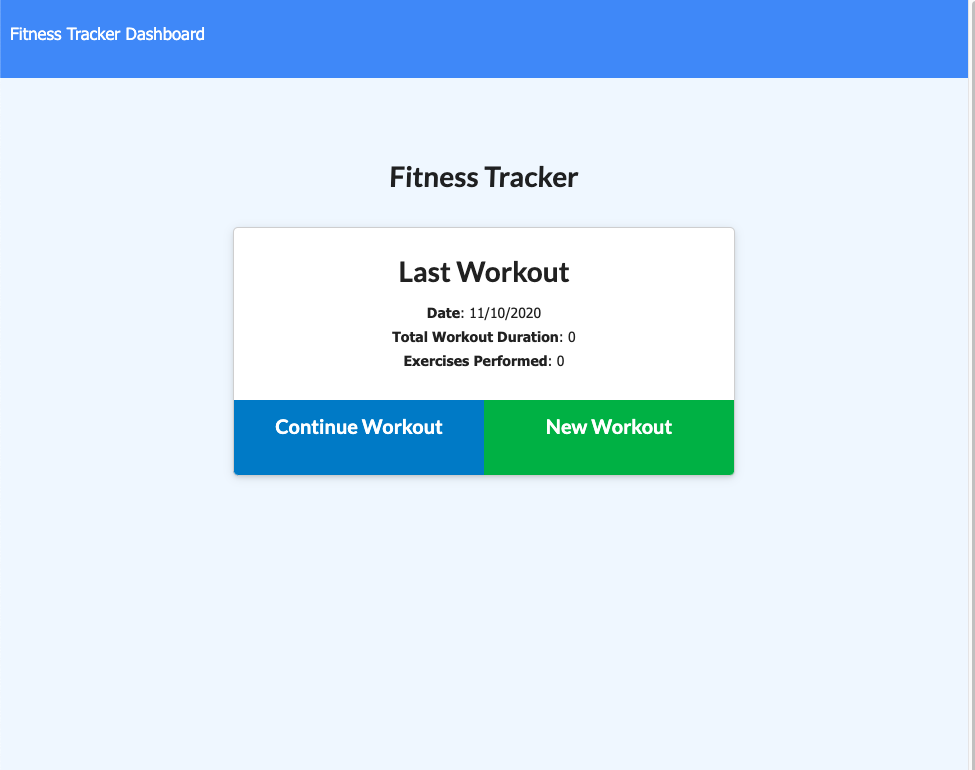 Fitness Tracker Dashboard
Fitness Tracker
Last Workout
Date: 11/10/2020
Total Workout Duration: 0
Exercises Performed: 0
Continue Workout New Workout